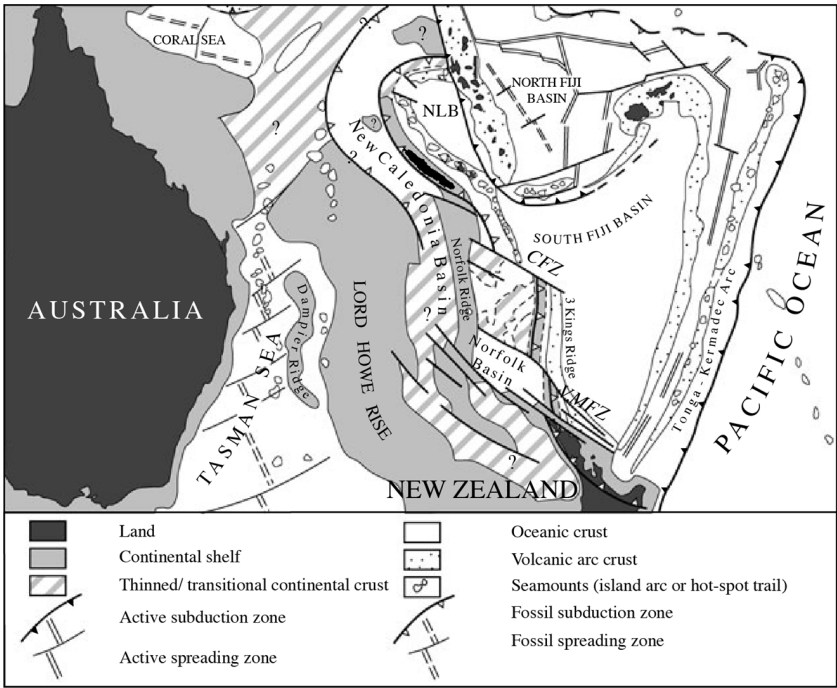 CORAL SEA
?
?
NORTH FIJI
BASIN
NLB
?
?
?
New Caledonia Basin
SOUTH FIJI BASIN
CFZ
Norfolk Ridge
3 Kings Ridge
AUSTRALIA
Dampier Ridge
LORD HOWE RISE
?
Norfolk
Basin
VMFZ
TASMAN SEA
Tonga - Kermadec Arc
PACIFIC OCEAN
?
NEW ZEALAND
Land
Continental shelf
Thinned/ transitional continental crust
Active subduction zone
Active spreading zone
Oceanic crust
Volcanic arc crust
Seamounts (island arc or hot-spot trail)
Fossil subduction zone
Fossil spreading zone